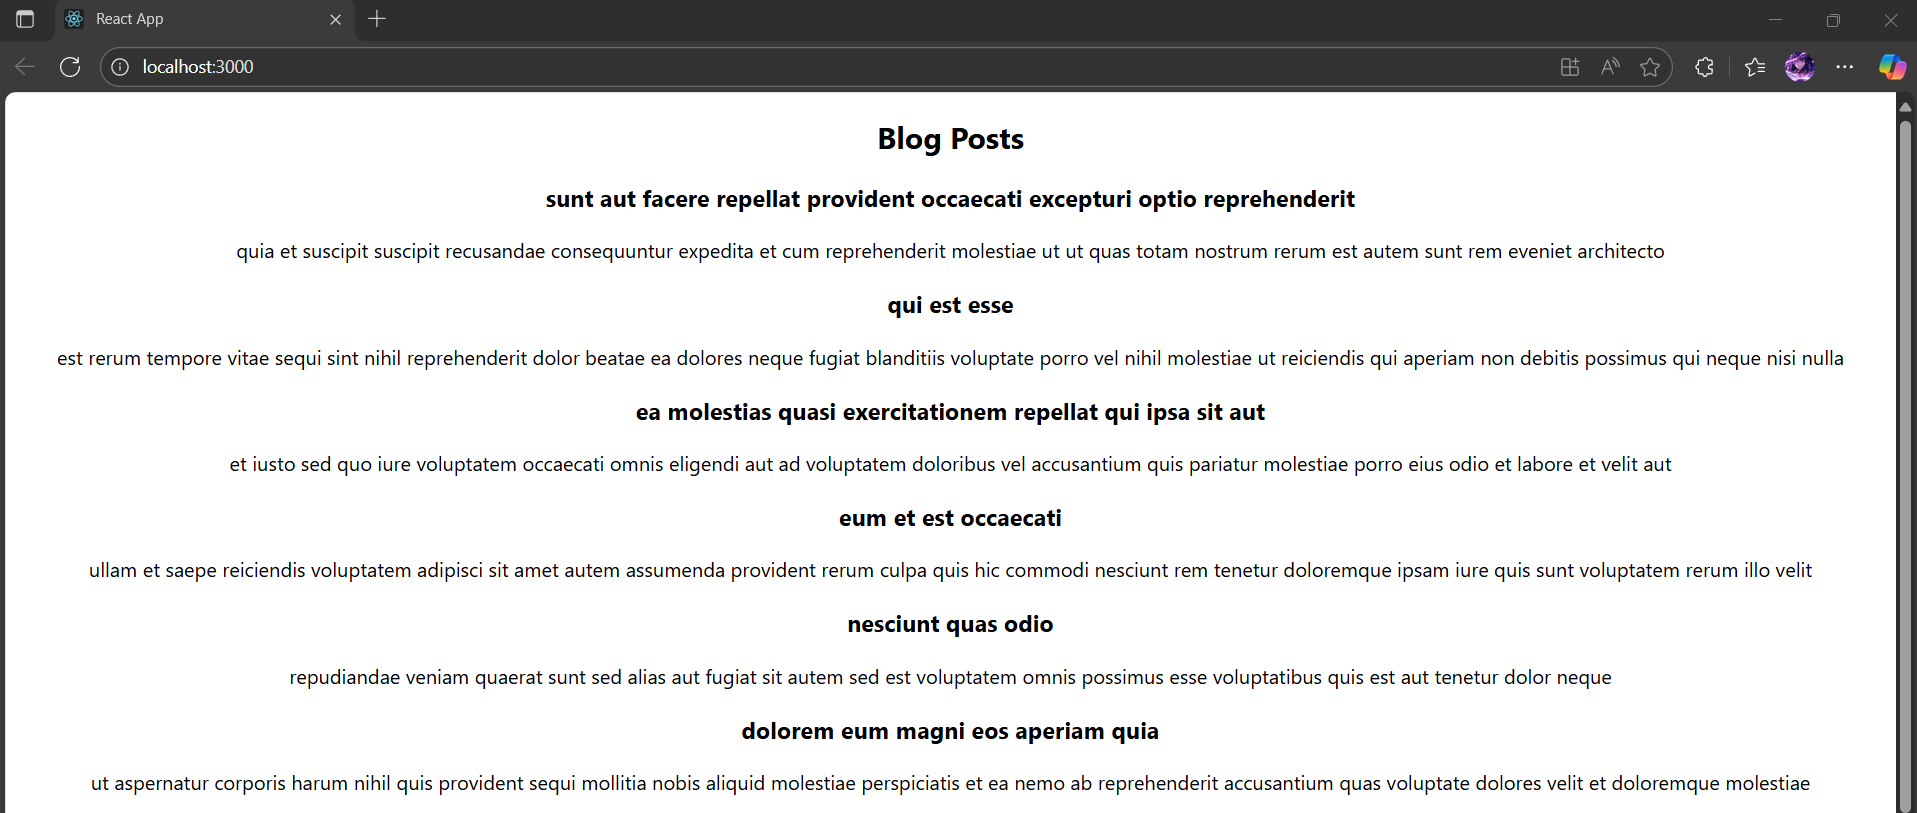 React App
localhost:3000
Blog Posts
sunt aut facere repellat provident occaecati excepturi optio reprehenderit
quia et suscipit suscipit recusandae consequuntur expedita et cum reprehenderit molestiae ut ut quas totam nostrum rerum est autem sunt rem eveniet architecto
qui est esse
est rerum tempore vitae sequi sint nihil reprehenderit dolor beatae ea dolores neque fugiat blanditiis voluptate porro vel nihil molestiae ut reiciendis qui aperiam non debitis possimus qui neque nisi nulla
ea molestias quasi exercitationem repellat qui ipsa sit aut
et iusto sed quo iure voluptatem occaecati omnis eligendi aut ad voluptatem doloribus vel accusantium quis pariatur molestiae porro eius odio et labore et velit aut
eum et est occaecati
ullam et saepe reiciendis voluptatem adipisci sit amet autem assumenda provident rerum culpa quis hic commodi nesciunt rem tenetur doloremque ipsam iure quis sunt voluptatem rerum illo velit
nesciunt quas odio
repudiandae veniam quaerat sunt sed alias aut fugiat sit autem sed est voluptatem omnis possimus esse voluptatibus quis est aut tenetur dolor neque
dolorem eum magni eos aperiam quia
ut aspernatur corporis harum nihil quis provident sequi mollitia nobis aliquid molestiae perspiciatis et ea nemo ab reprehenderit accusantium quas voluptate dolores velit et doloremque molestiae